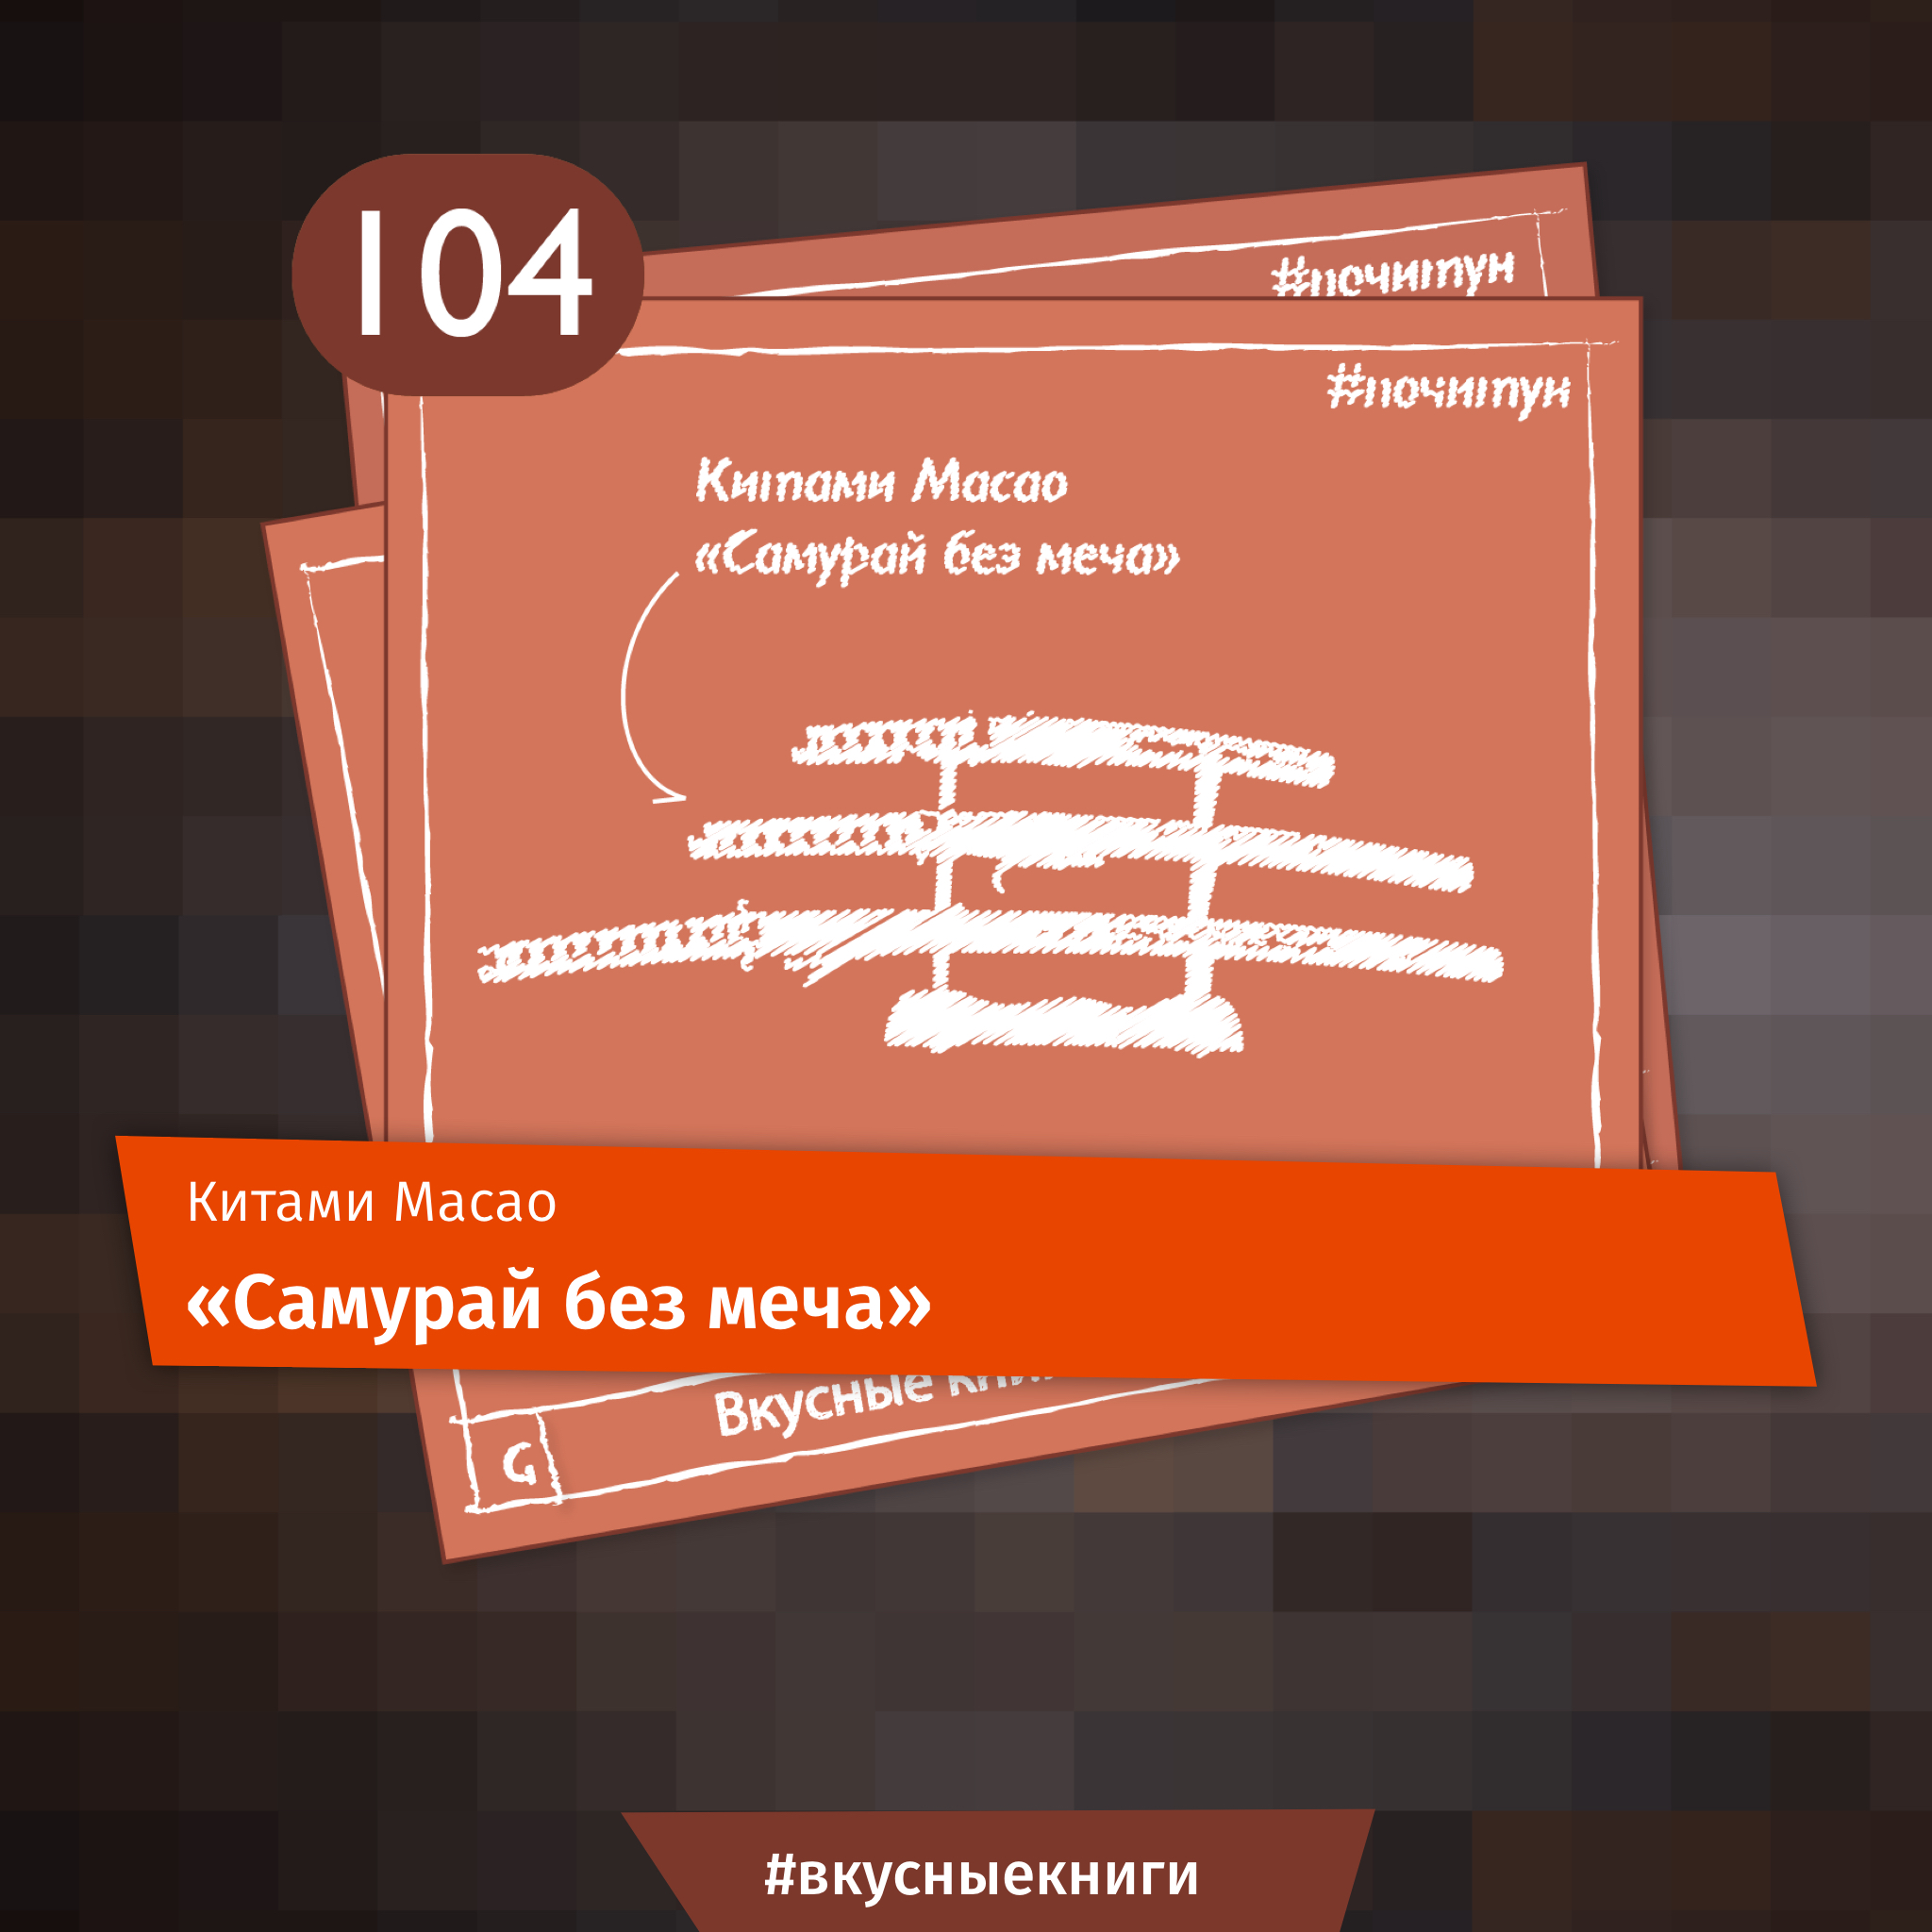 104
#почитун
#почитун
Китами Масао
«Самурай без меча»
Китами Масао
«Самурай без меча»
Вкусные
G
#вкусныекниги